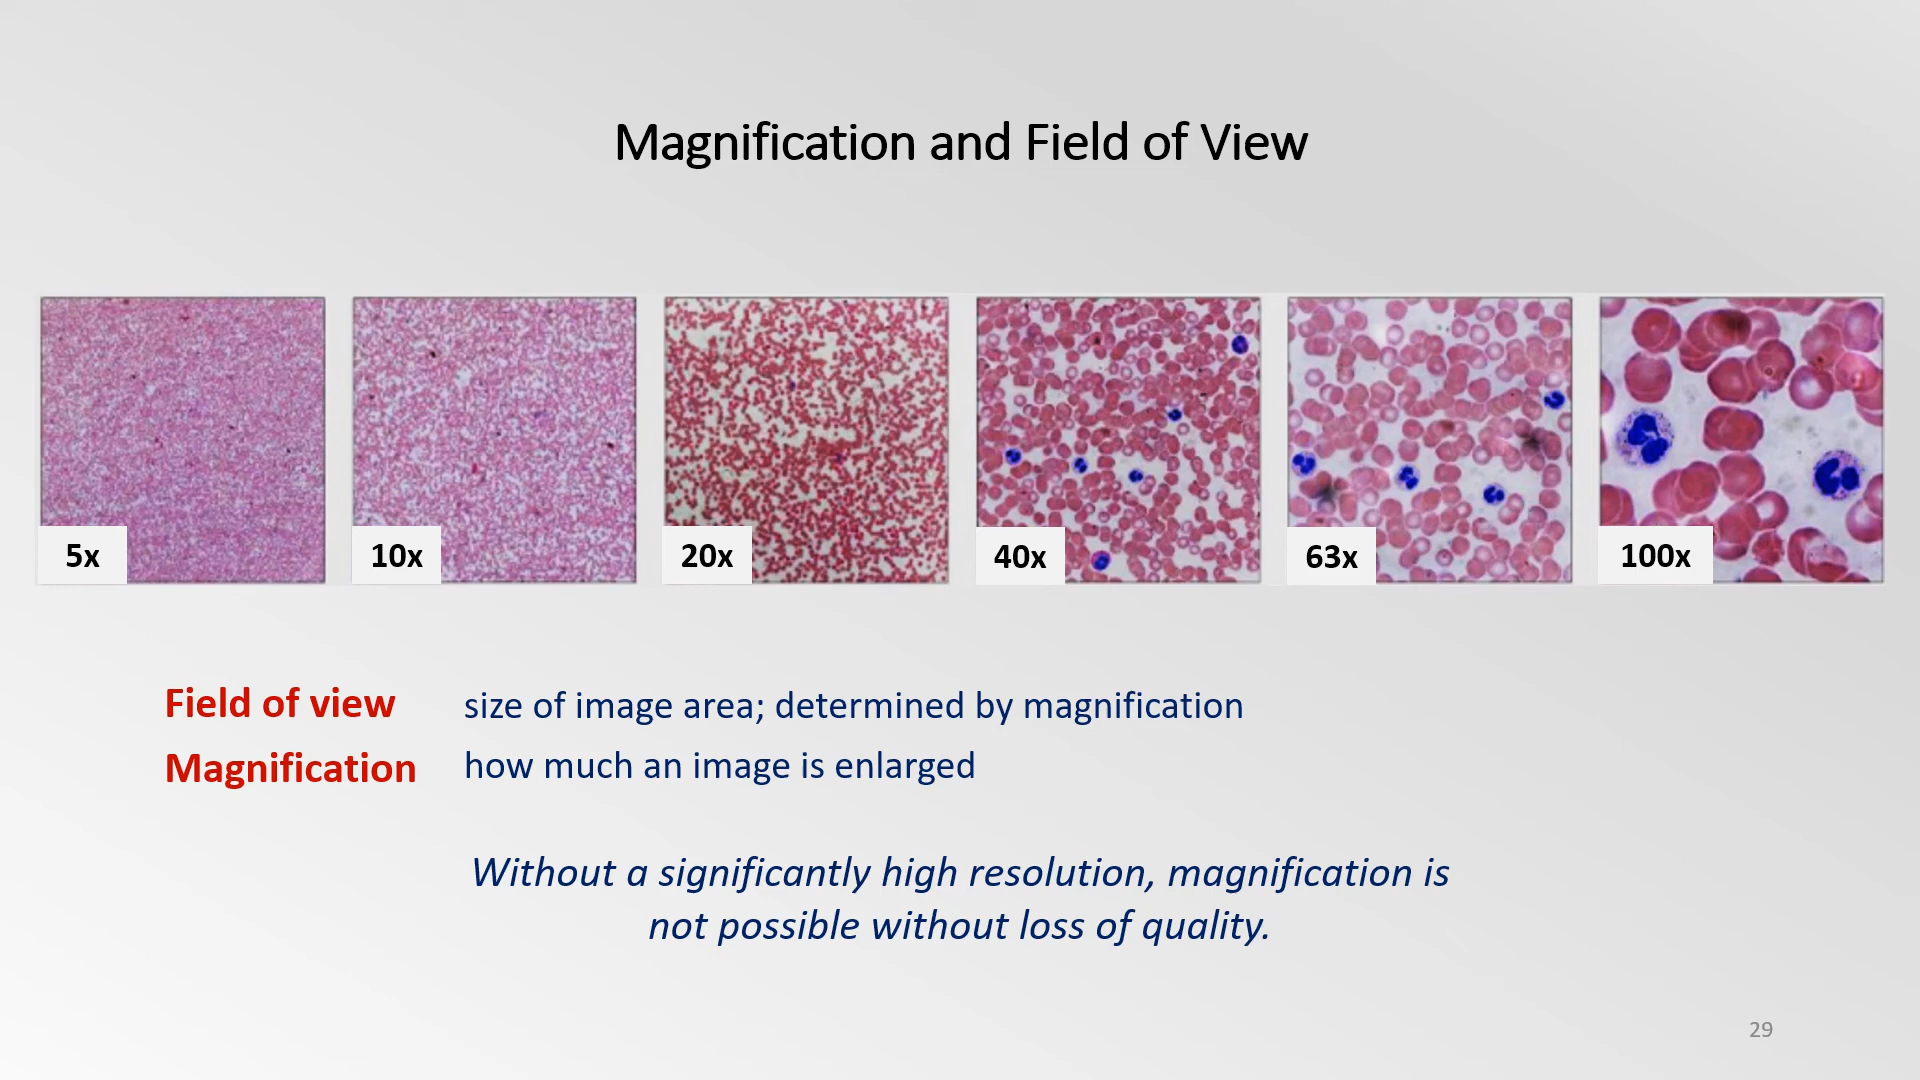 Magnification and Field of View
5x
10x
20x
40x
63x
100x
Field of view size of image area; determined by magnification
Magnification how much an image is enlarged
Without a significantly high resolution, magnification is
not possible without loss of quality.
29